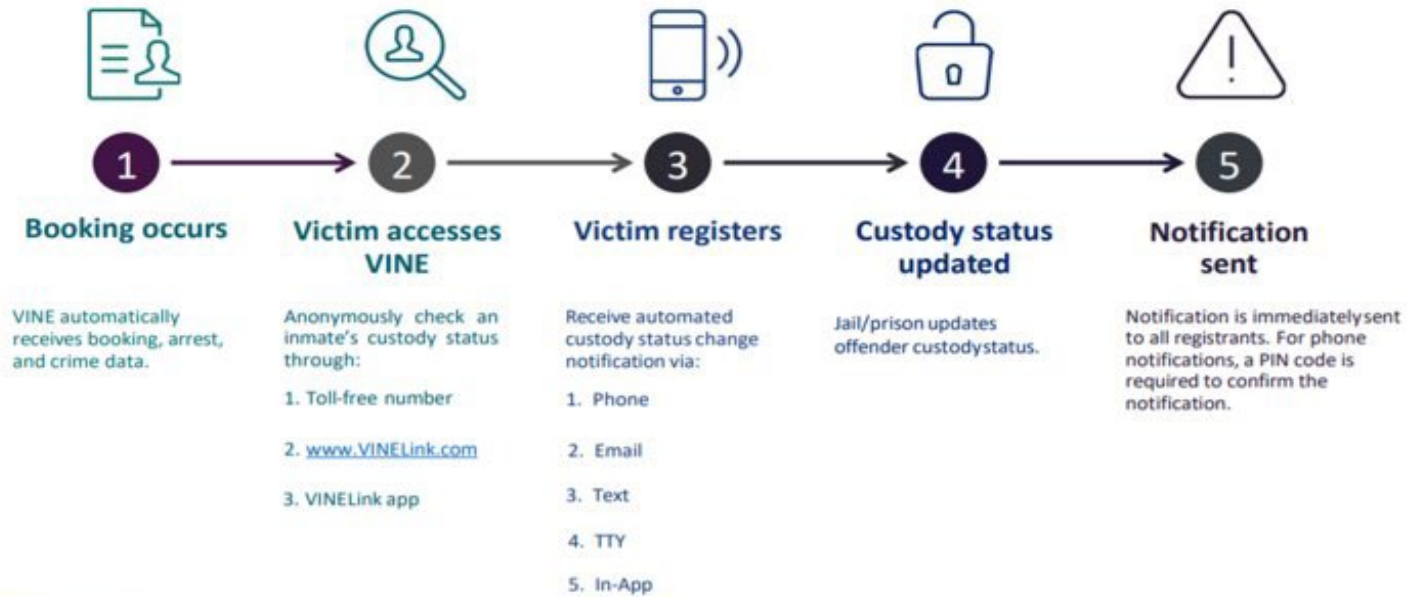 1
2
3
4
5
Booking occurs
Victim accesses
VINE
Victim registers
Custody status
updated
Notification
sent
VINE automatically
receives booking, arrest,
and crime data.
Anonymously check an
inmate's custody status
through:
1. Toll-free number
2. www.VINELink.com
3. VINELink app
Receive automated
custody status change
notification via:
1. Phone
2. Email
3. Text
4. TTY
5. In-App
Jail/prison updates
offender custodystatus.
Notification is immediatelysent
to all registrants. For phone
notifications, a PIN code is
required to confirm the
notification.